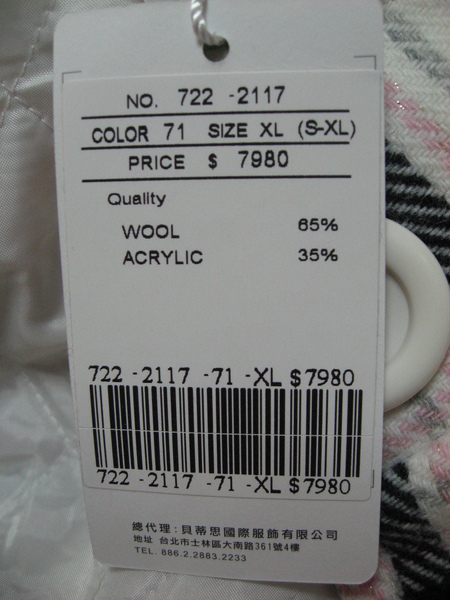 NO. 722 -2117
COLOR 71 SIZE XL (S-XL)
PRICE $ 7980
Quality
WOOL 65%
ACRYLIC 35%
722 -2117 -71 -XL $7980
722 -2117 -71 -XL $7980
總代理:貝蒂思國際服飾有限公司
地址 台北市士林區大南路361號4樓
TEL. 886.2.2883.2233